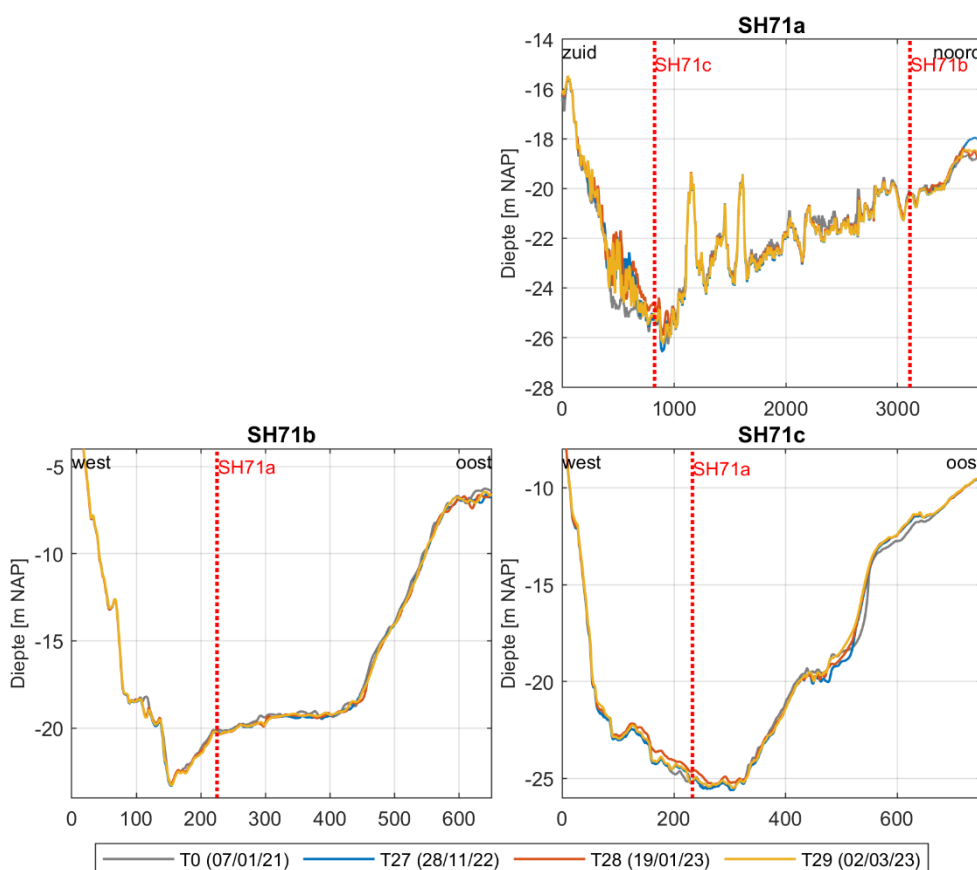 SH71a
-14
zuid
noord
SH71c
SH71b
-16
-18
-20
-22
-24
-26
-28
Diepte [m NAP]
0 1000 2000 3000
SH71b
west
oost
SH71a
-5
-10
-15
-20
Diepte [m NAP]
0 100 200 300 400 500 600
SH71c
west
oos
SH71a
-10
-15
-20
-25
Diepte [m NAP]
0 200 400 600
T0 (07/01/21) T27 (28/11/22) T28 (19/01/23) T29 (02/03/23)